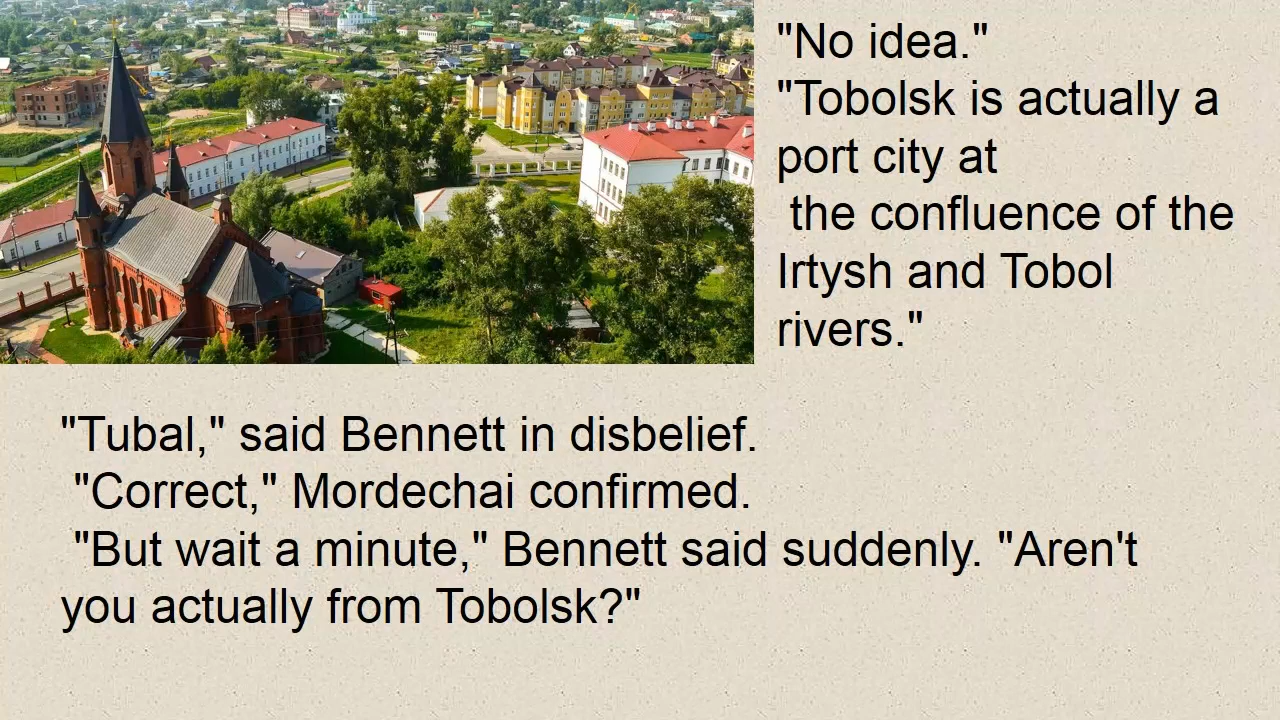 "No idea."
"Tobolsk is actually a
port city at
the confluence of the
Irtysh and Tobol
rivers."
"Tubal," said Bennett in disbelief.
"Correct," Mordechai confirmed.
"But wait a minute," Bennett said suddenly. "Aren't
you actually from Tobolsk?"